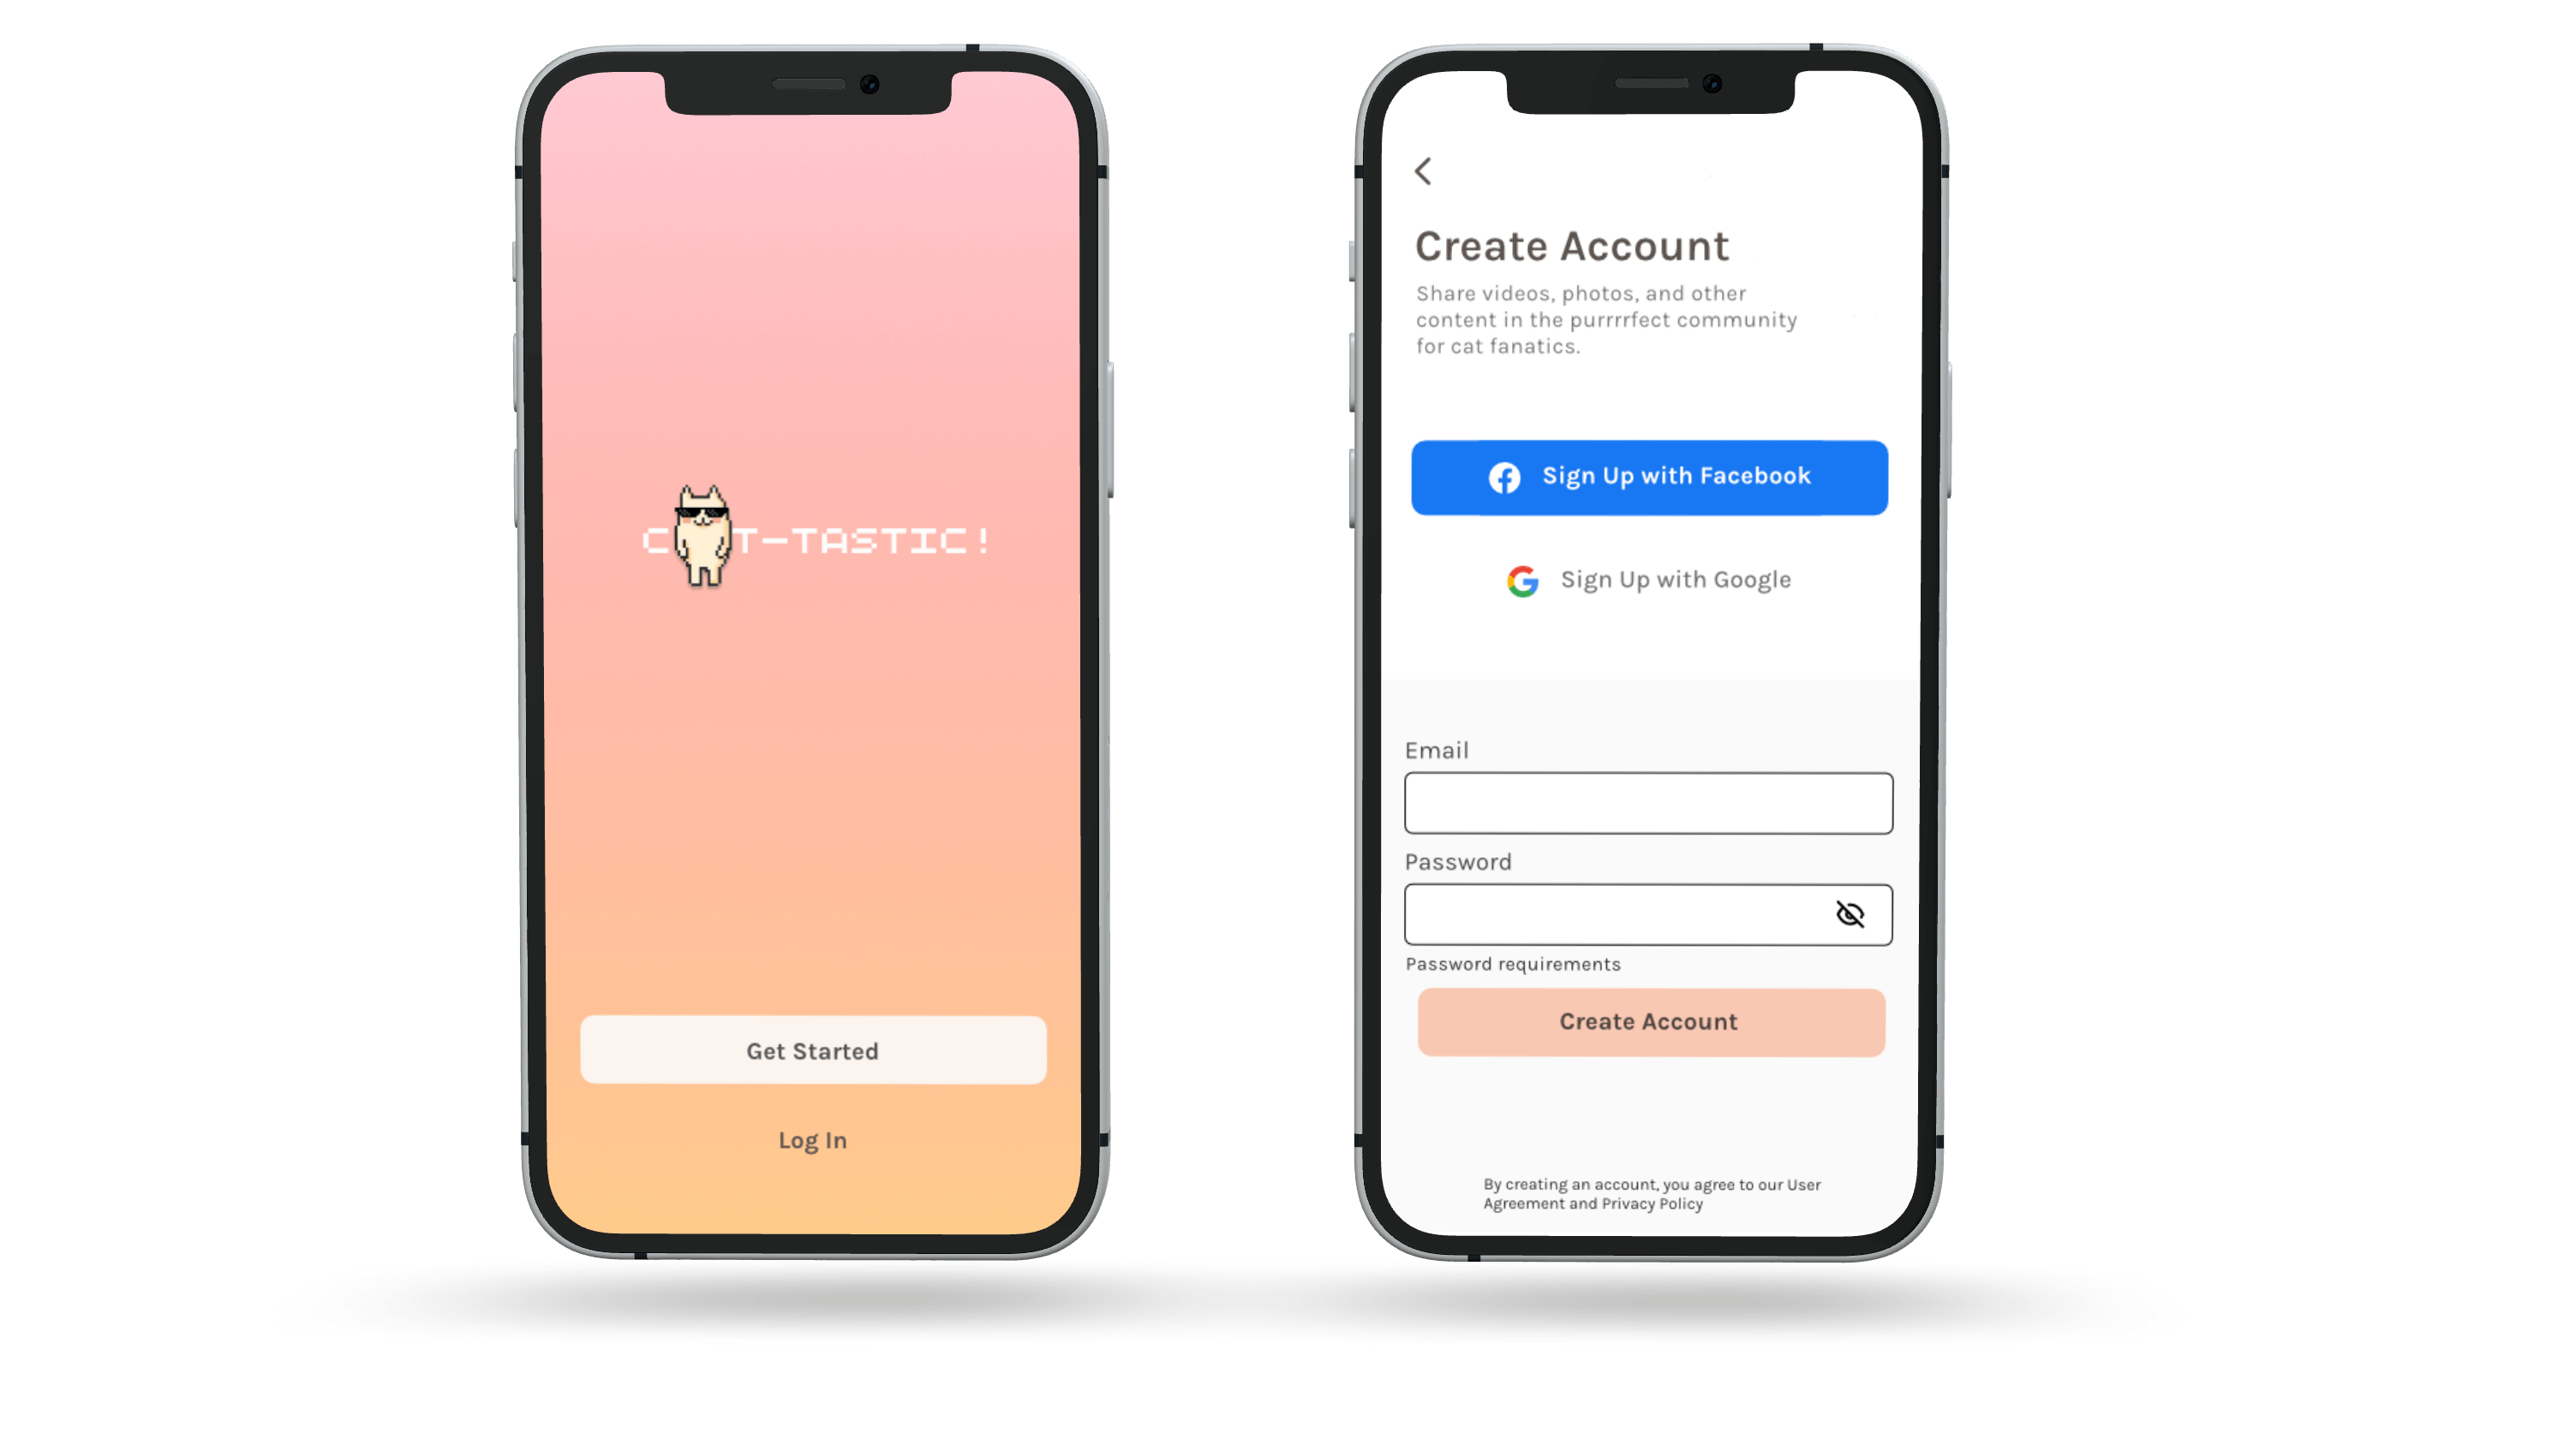 C T-TASTIC!
Get Started
Log In
Create Account
Share videos, photos, and other
content in the purrrrfect community
for cat fanatics.
Sign Up with Facebook
Sign Up with Google
Email
Password
Password requirements
Create Account
By creating an account, you agree to our User
Agreement and Privacy Policy